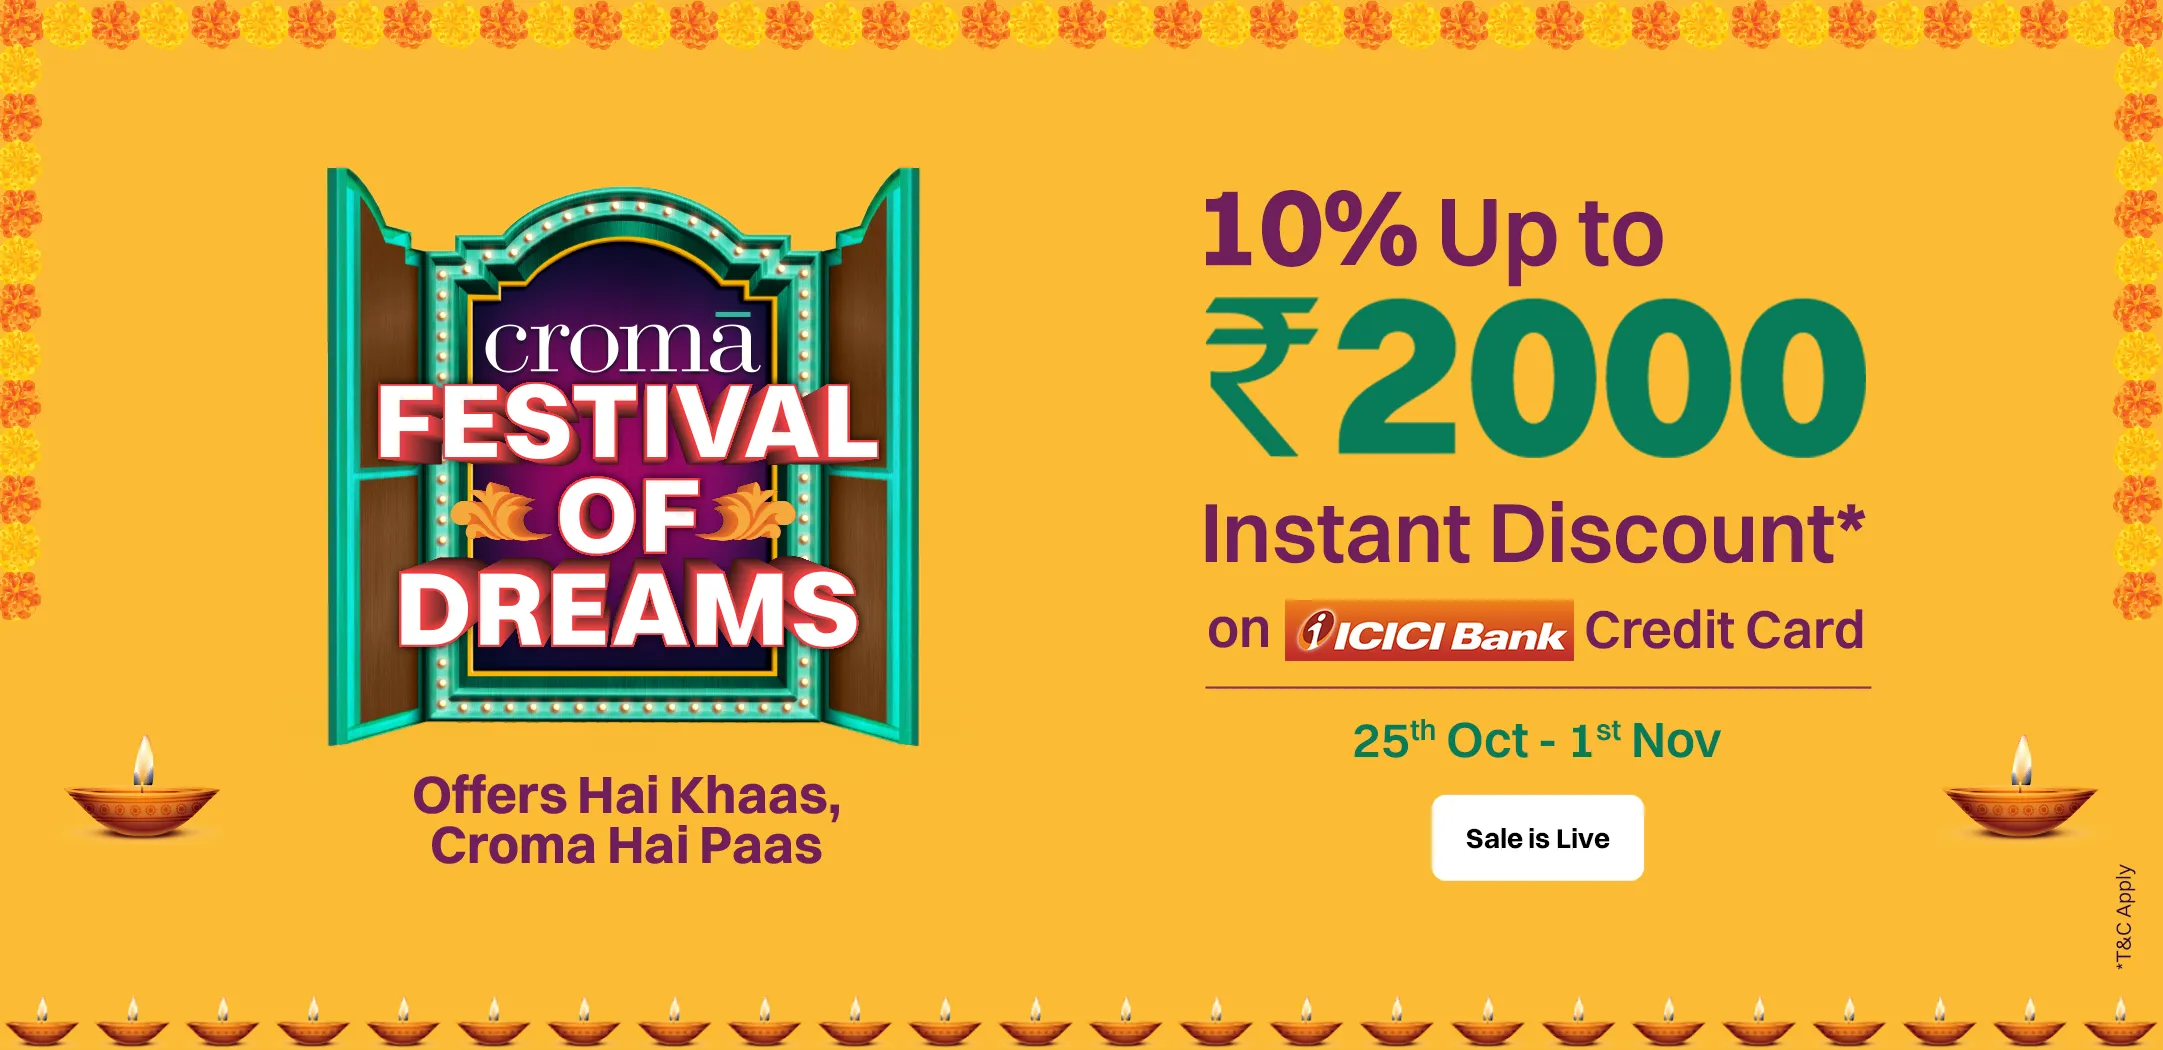 cromā
FESTIVAL
OF
DREAMS
Offers Hai Khaas,
Croma Hai Paas
10% Up to
₹2000
Instant Discount*
on ICICI Bank Credit Card
25th Oct - 1st Nov
Sale is Live
*T&C Apply